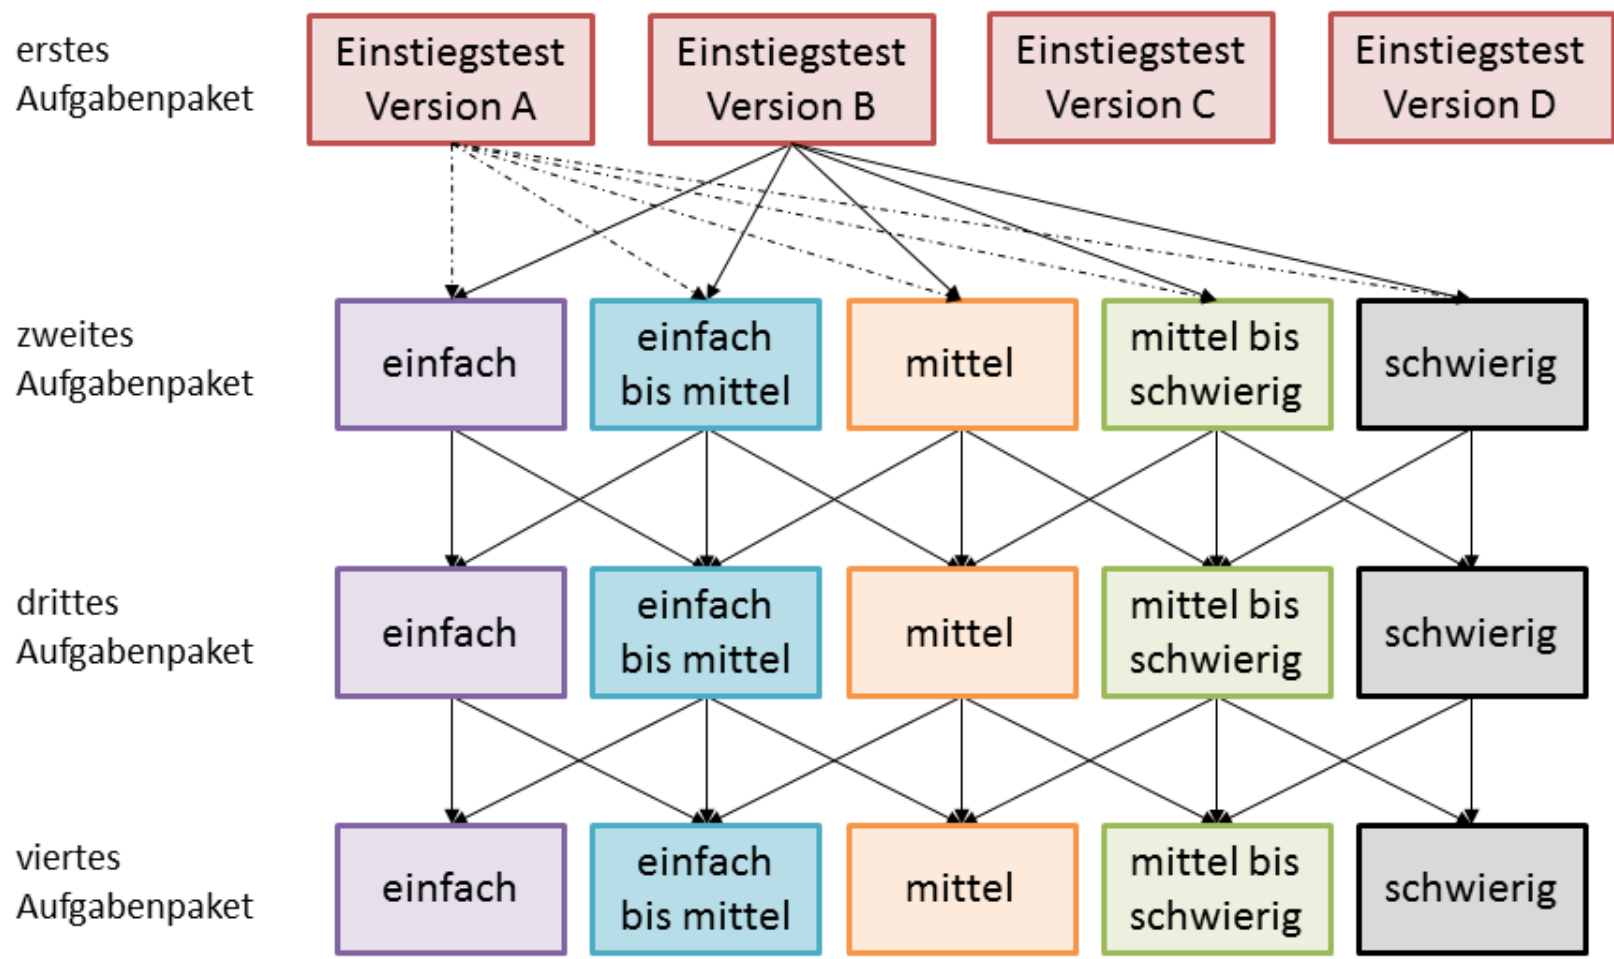 erstes
Aufgabenpaket
Einstiegstest
Version A
Einstiegstest
Version B
Einstiegstest
Version C
Einstiegstest
Version D
zweites
Aufgabenpaket
einfach
einfach
bis mittel
mittel
mittel bis
schwierig
schwierig
drittes
Aufgabenpaket
einfach
einfach
bis mittel
mittel
mittel bis
schwierig
schwierig
viertes
Aufgabenpaket
einfach
einfach
bis mittel
mittel
mittel bis
schwierig
schwierig